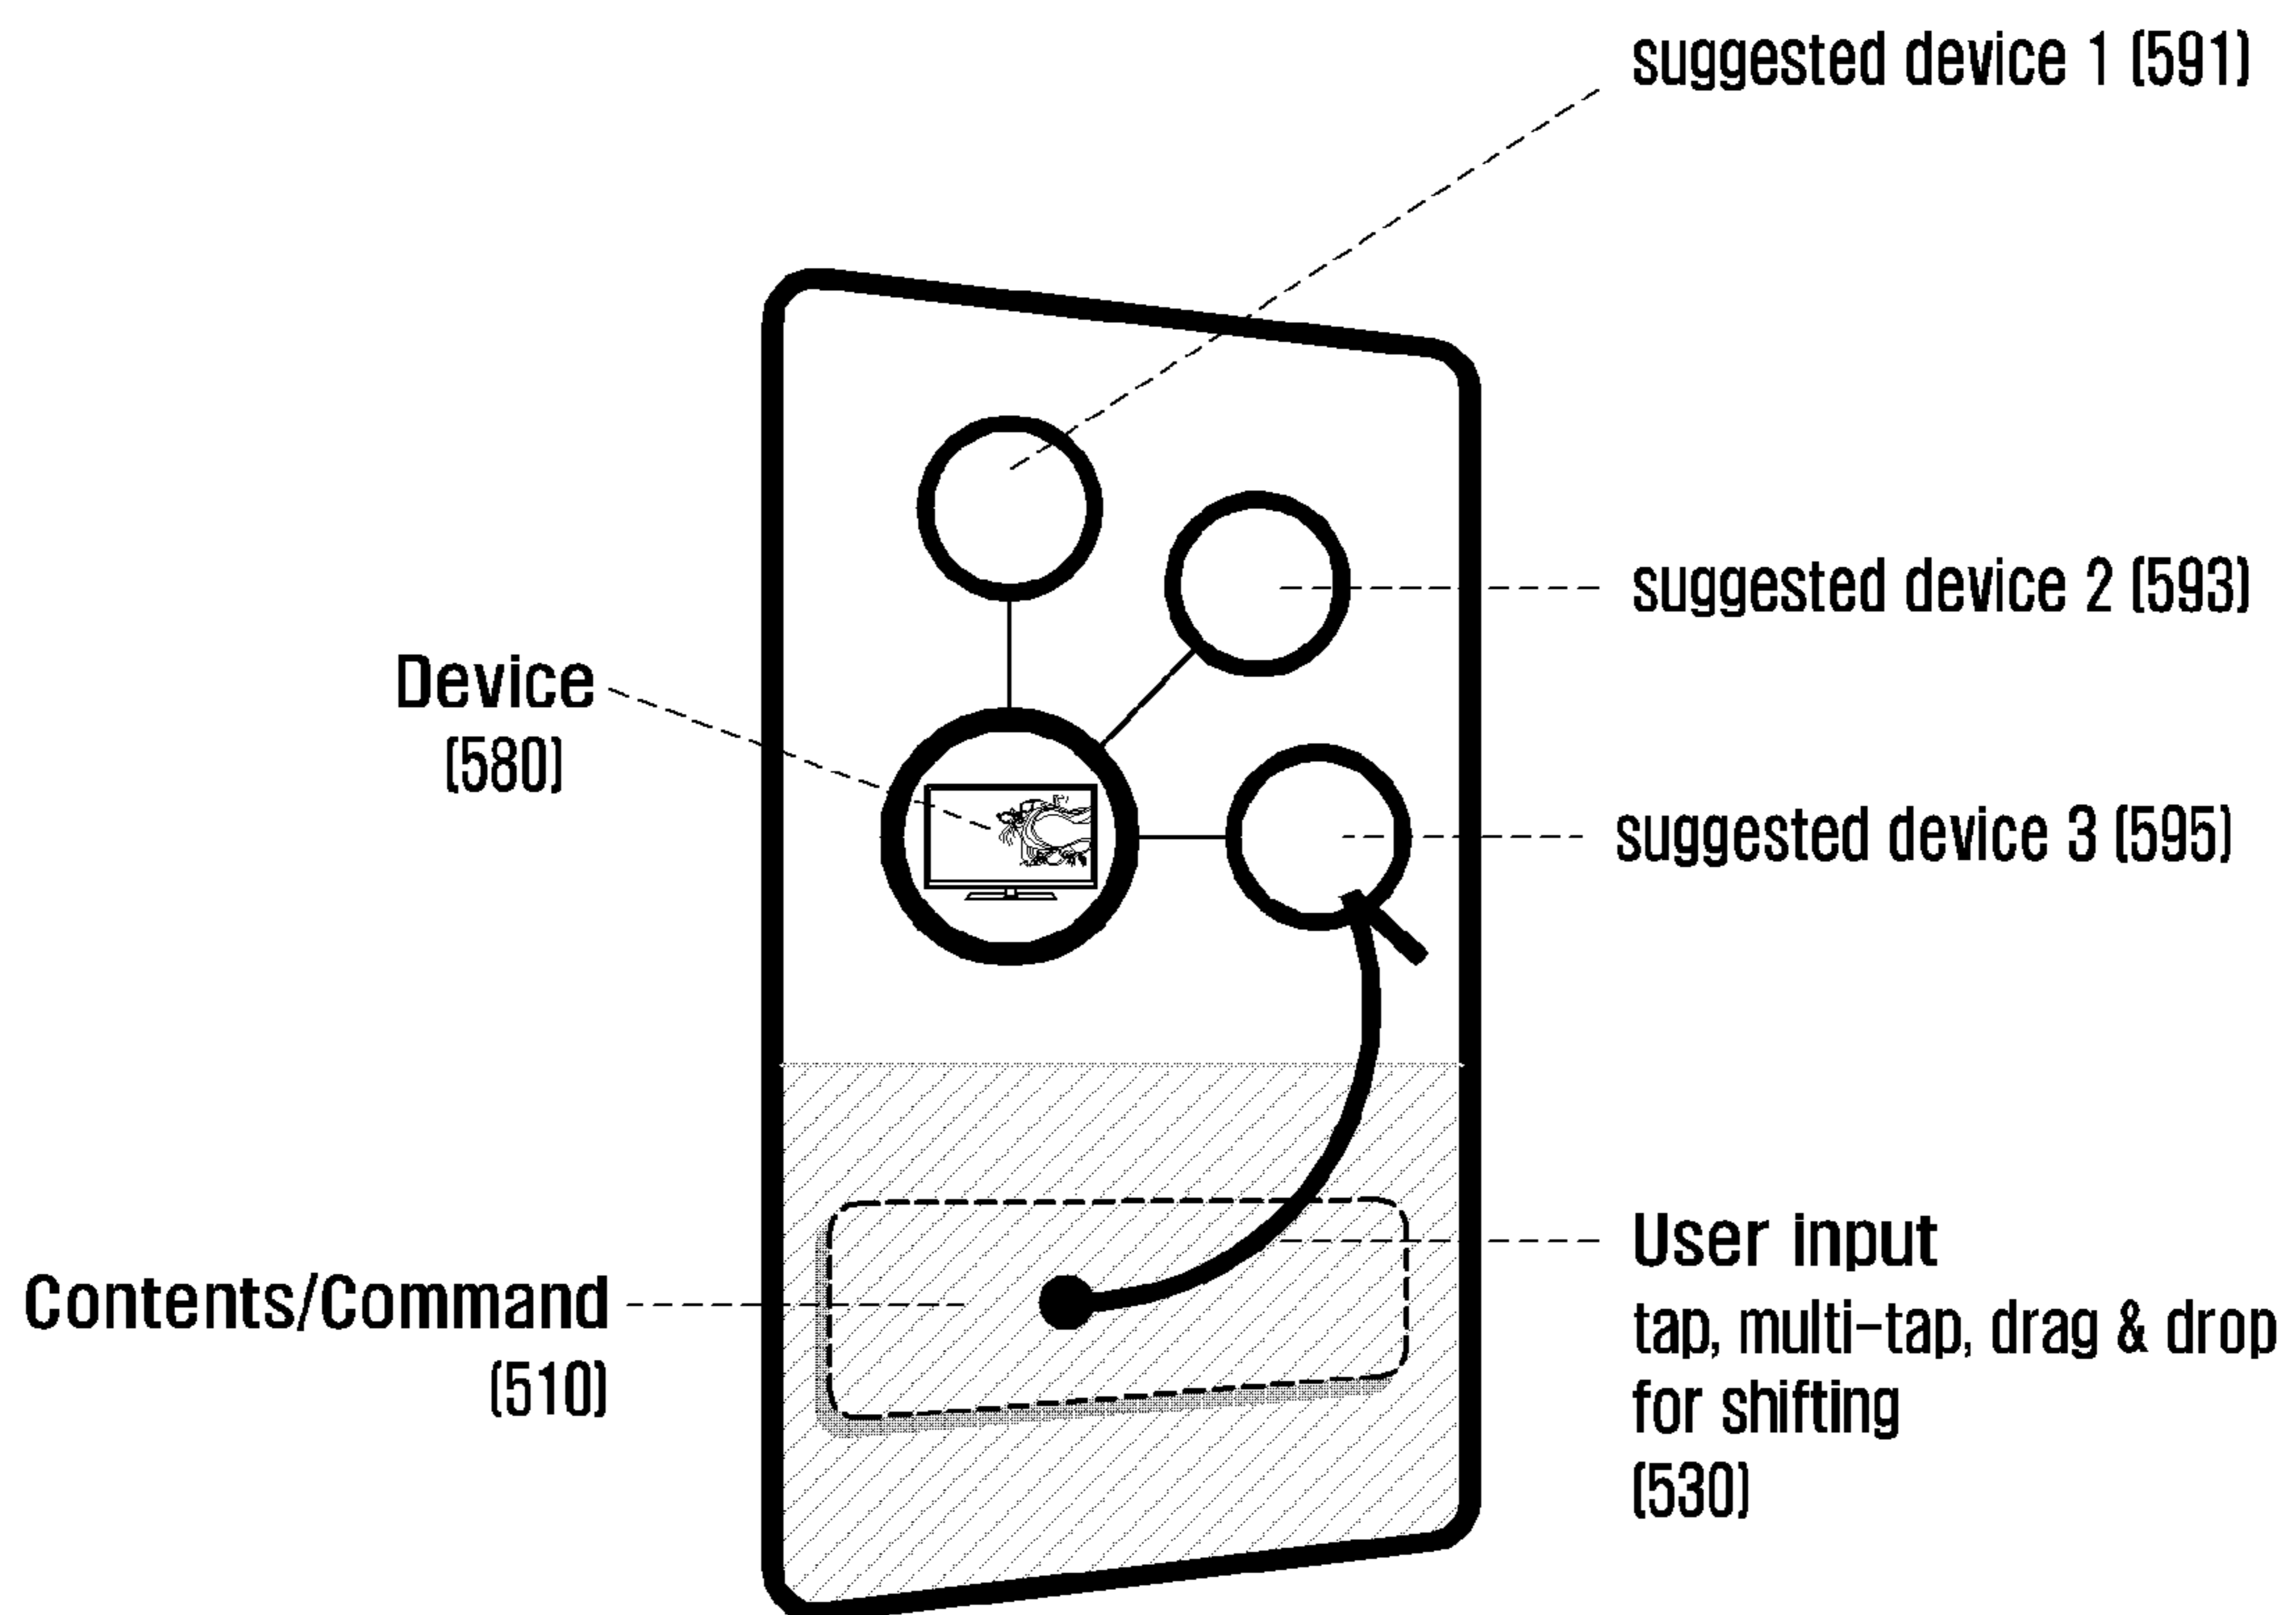 suggested device 1 (591)
suggested device 2 (593)
Device
(580)
suggested device 3 (595)
User input
tap, multi-tap, drag & drop
for shifting
(530)
Contents/Command
(510)